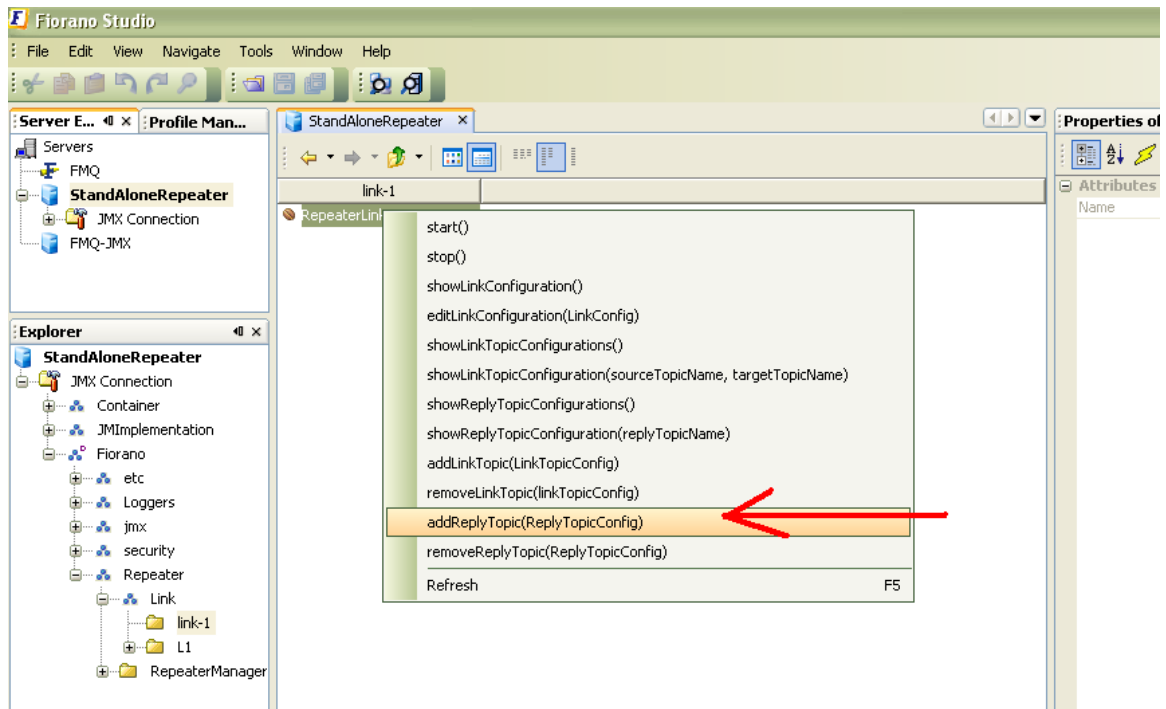 Fiorano Studio
File Edit View Navigate Tools Window Help
Server E... Profile Man...
Servers
FMQ
StandAloneRepeater
JMX Connection
FMQ-JMX
Explorer
StandAloneRepeater
JMX Connection
Container
JMImplementation
Fiorano
etc
Loggers
jmx
security
Repeater
Link
link-1
L1
RepeaterManager
StandAloneRepeater
link-1
RepeaterLink
start()
stop()
showLinkConfiguration()
editLinkConfiguration(LinkConfig)
showLinkTopicConfigurations()
showLinkTopicConfiguration(sourceTopicName, targetTopicName)
showReplyTopicConfigurations()
showReplyTopicConfiguration(replyTopicName)
addLinkTopic(LinkTopicConfig)
removeLinkTopic(linkTopicConfig)
addReplyTopic(ReplyTopicConfig)
removeReplyTopic(ReplyTopicConfig)
Refresh F5
Properties of
Attributes
Name